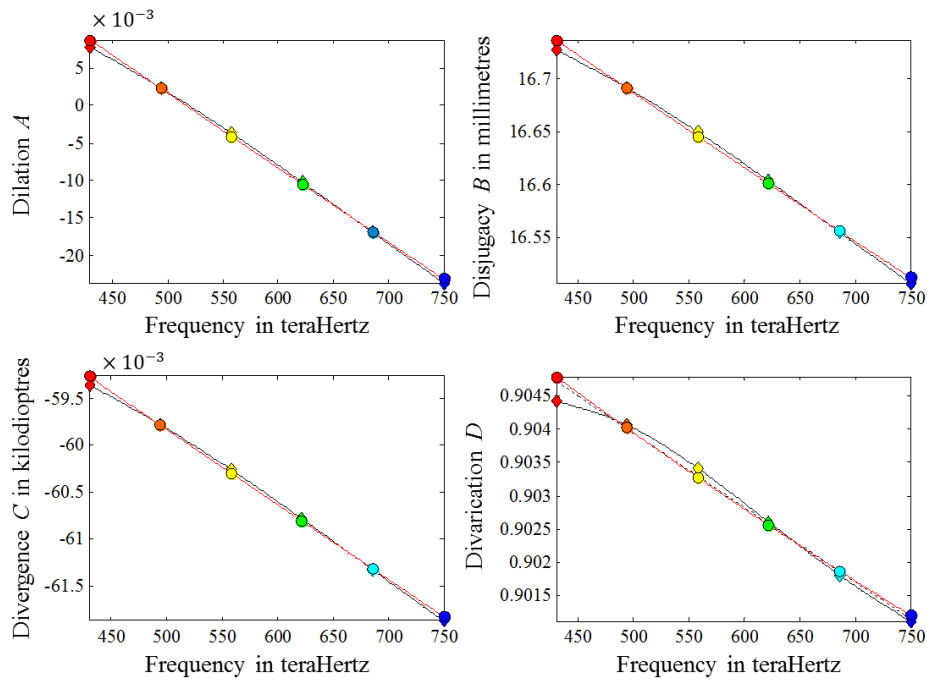 × 10⁻³
Dilation A
5
0
-5
-10
-15
-20
450 500 550 600 650 700 750
Frequency in teraHertz
Disjugacy B in millimetres
16.7
16.65
16.6
16.55
450 500 550 600 650 700 750
Frequency in teraHertz
× 10⁻³
Divergence C in kilodioptres
-59.5
-60
-60.5
-61
-61.5
450 500 550 600 650 700 750
Frequency in teraHertz
Divarication D
0.9045
0.904
0.9035
0.903
0.9025
0.902
0.9015
450 500 550 600 650 700 750
Frequency in teraHertz